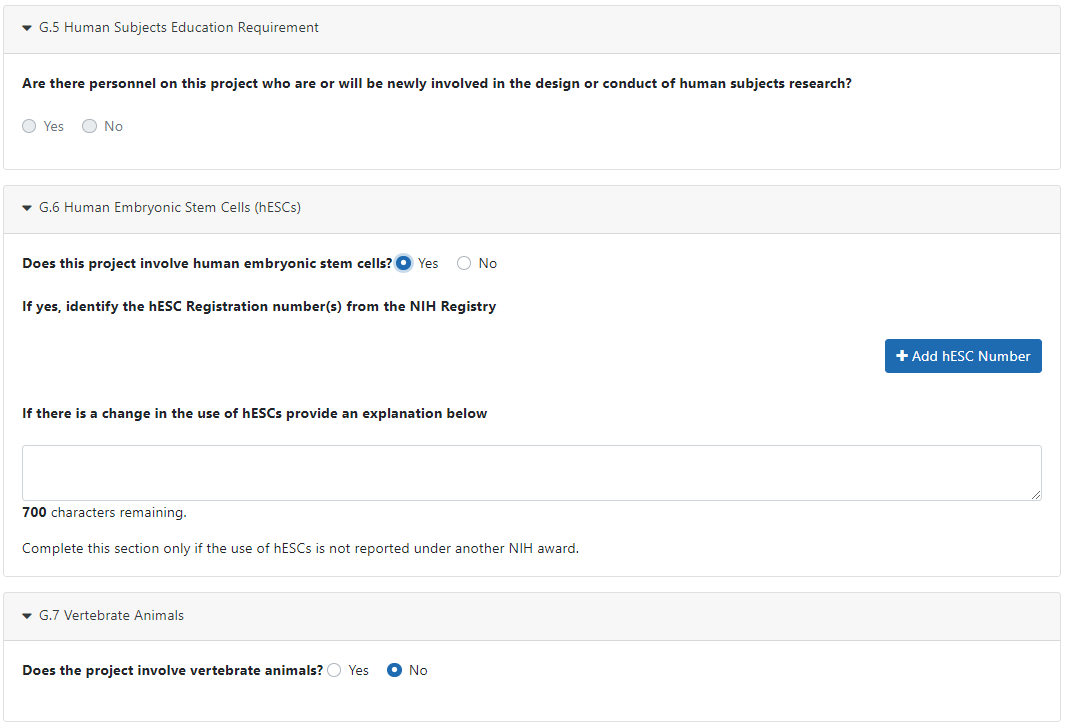 G.5 Human Subjects Education Requirement
Are there personnel on this project who are or will be newly involved in the design or conduct of human subjects research?
Yes No
G.6 Human Embryonic Stem Cells (hESCs)
Does this project involve human embryonic stem cells? Yes No
If yes, identify the hESC Registration number(s) from the NIH Registry
+ Add hESC Number
If there is a change in the use of hESCs provide an explanation below
700 characters remaining.
Complete this section only if the use of hESCs is not reported under another NIH award.
G.7 Vertebrate Animals
Does the project involve vertebrate animals? Yes No